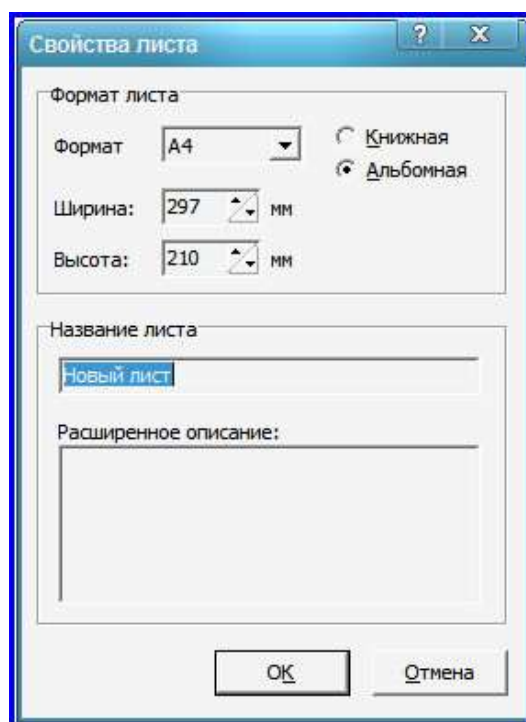 Свойства листа ? X
Формат листа
Формат A4 Книжная
Альбомная
Ширина: 297 мм
Высота: 210 мм
Название листа
Новый лист
Расширенное описание:
OK Отмена